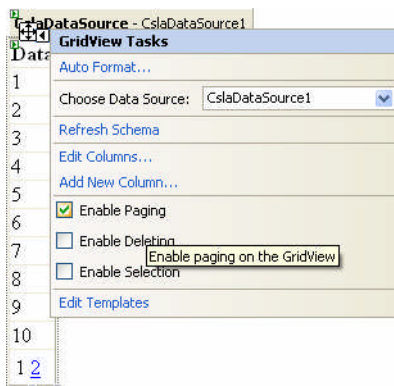 CslaDataSource - CslaDataSource1
GridView Tasks
Data
Auto Format...
1
Choose Data Source: CslaDataSource1
2
Refresh Schema
3
Edit Columns...
4
Add New Column...
5
Enable Paging
6
Enable Deleting
7
Enable paging on the GridView
8
Enable Selection
9
Edit Templates
10
1 2